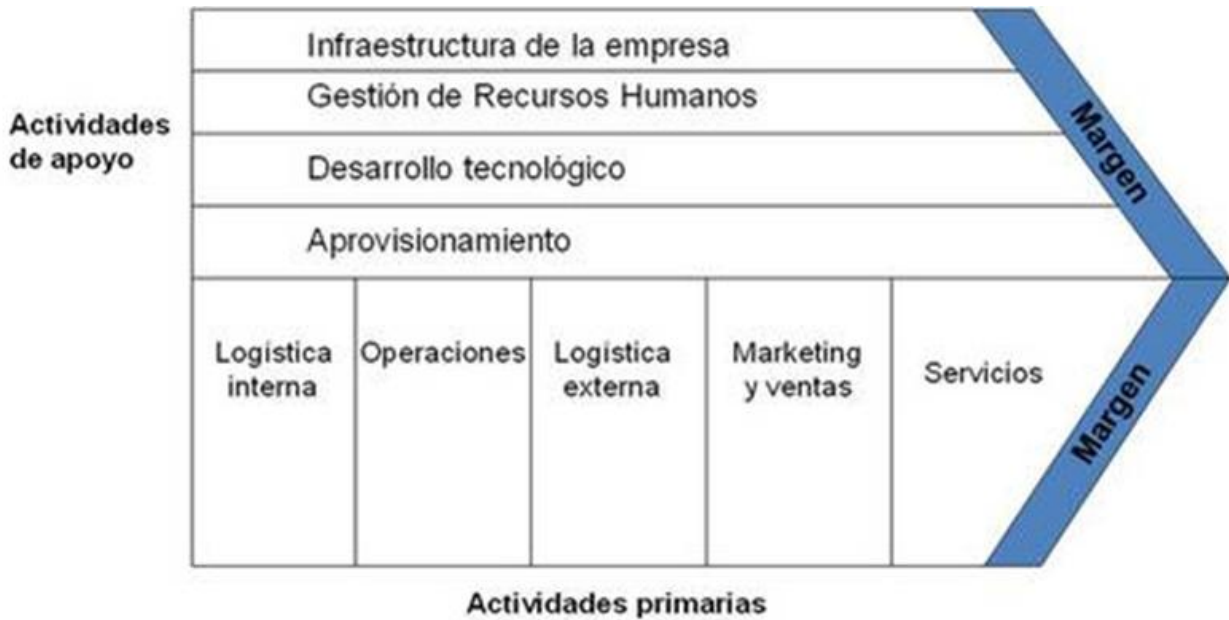 Infraestructura de la empresa
Gestión de Recursos Humanos
Actividades
de apoyo
Desarrollo tecnológico
Aprovisionamiento
Margen
Logística
interna
Operaciones
Logística
externa
Marketing
y ventas
Servicios
Margen
Actividades primarias